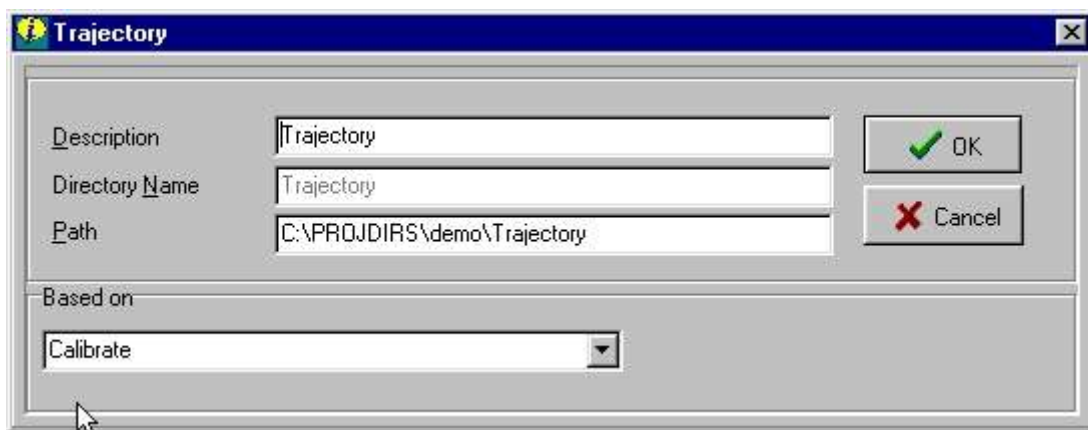 Trajectory
Description Trajectory
OK
Directory Name Trajectory
Path C:\PROJDIRS\demo\Trajectory
Cancel
Based on
Calibrate